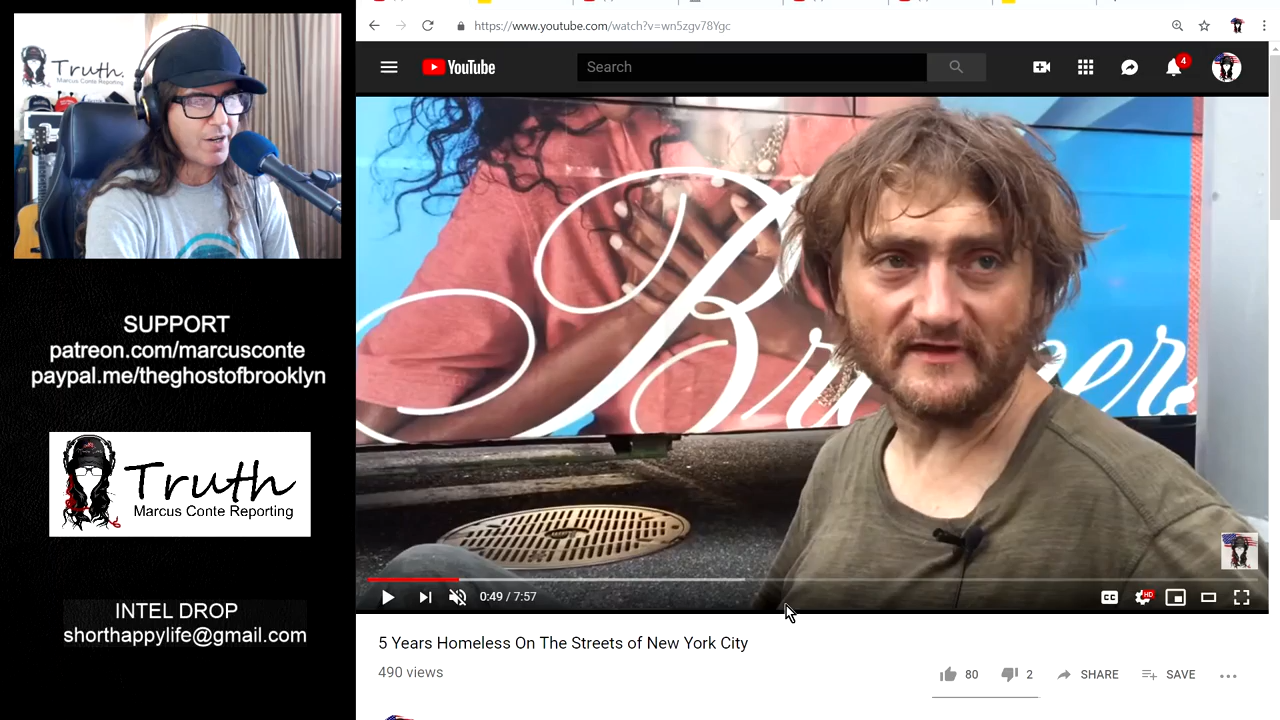 Truth.
Marcus Conte Reporting
SUPPORT
patreon.com/marcusconte
paypal.me/theghostofbrooklyn
Truth
Marcus Conte Reporting
INTEL DROP
shorthappylife@gmail.com
https://www.youtube.com/watch?v=wn5zgv78Ygc
YouTube
Search
4
0:49 / 7:57
CC
HD
5 Years Homeless On The Streets of New York City
490 views
80
2
SHARE
SAVE